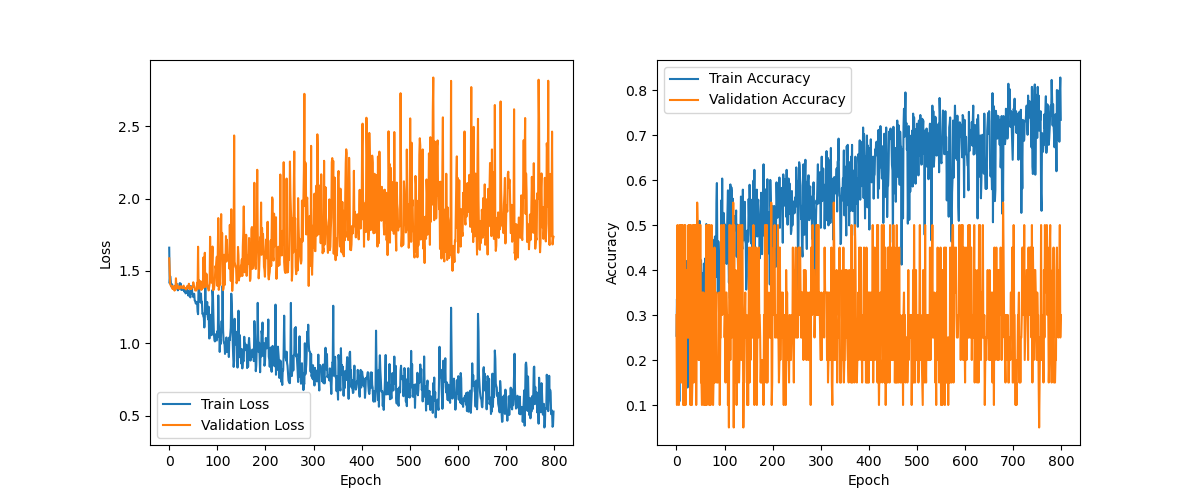 Loss
2.5
2.0
1.5
1.0
0.5
Train Loss
Validation Loss
0 100 200 300 400 500 600 700 800
Epoch
Accuracy
0.8
0.7
0.6
0.5
0.4
0.3
0.2
0.1
Train Accuracy
Validation Accuracy
0 100 200 300 400 500 600 700 800
Epoch